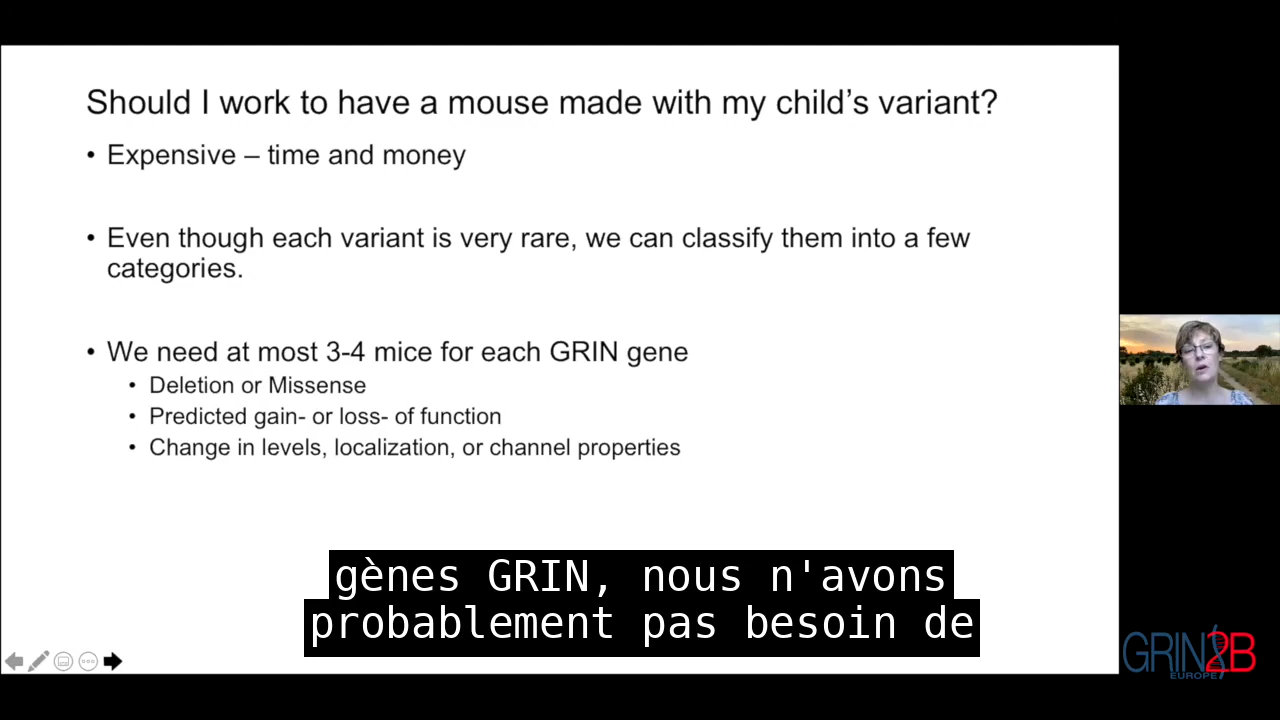 Should I work to have a mouse made with my child's variant?
• Expensive – time and money
• Even though each variant is very rare, we can classify them into a few
categories.
• We need at most 3-4 mice for each GRIN gene
• Deletion or Missense
• Predicted gain- or loss- of function
• Change in levels, localization, or channel properties
gènes GRIN, nous n'avons
probablement pas besoin de
GRIN2B
EUROPE